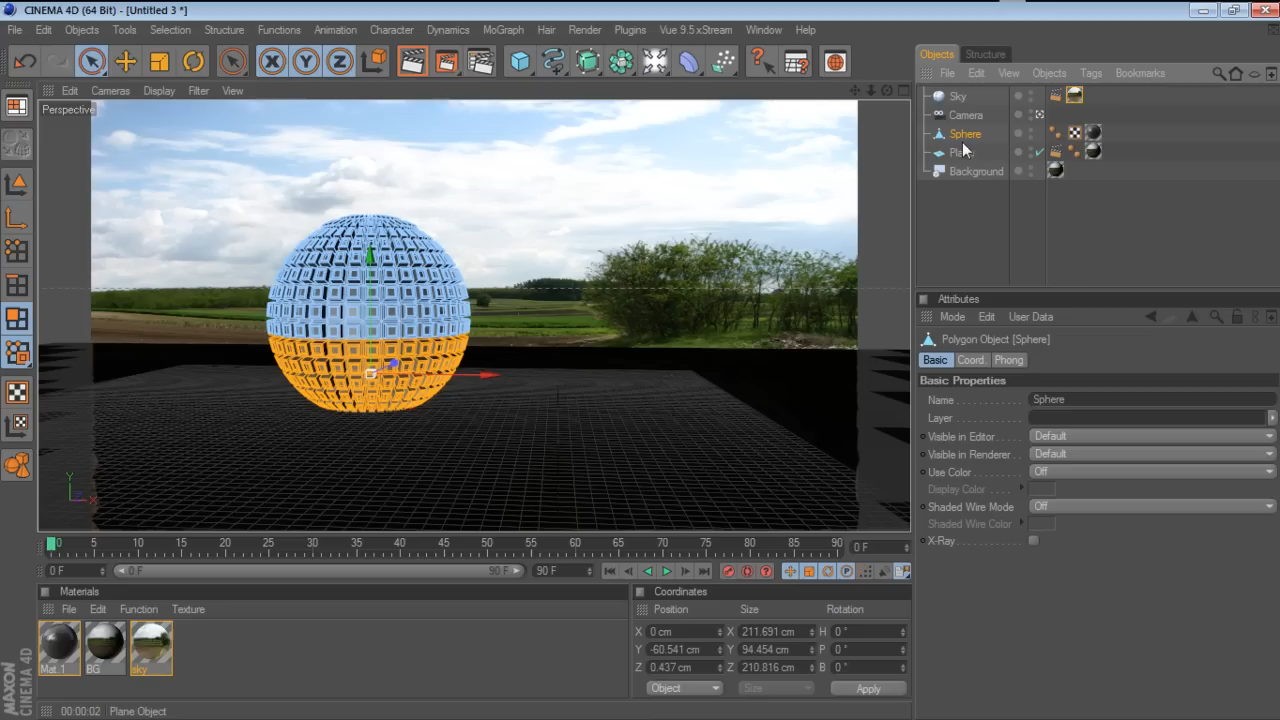 CINEMA 4D (64 Bit) - [Untitled 3 *]
File Edit Objects Tools Selection Structure Functions Animation Character Dynamics MoGraph Hair Render Plugins Vue 9.5 xStream Window Help
X Y Z
Objects Structure
File Edit View Objects Tags Bookmarks
Edit Cameras Display Filter View
Perspective
Sky
Camera
Sphere
Background
Y
X
Attributes
Mode Edit User Data
Polygon Object [Sphere]
Basic Coord. Phong
Basic Properties
Name Sphere
Layer
Visible in Editor Default
Visible in Renderer Default
Use Color Off
Display Color
Shaded Wire Mode Off
Shaded Wire Color
X-Ray
0 5 10 15 20 25 30 35 40 45 50 55 60 65 70 75 80 85 90 0 F
0 F 0 F 90 F 90 F P
Materials
File Edit Function Texture
Mat.1 BG sky
Coordinates
Position Size Rotation
X 0 cm X 211.691 cm H 0 °
Y -60.541 cm Y 94.454 cm P 0 °
Z 0.437 cm Z 210.816 cm B 0 °
Object Size Apply
MAXON
CINEMA 4D
00:00:02 Plane Object